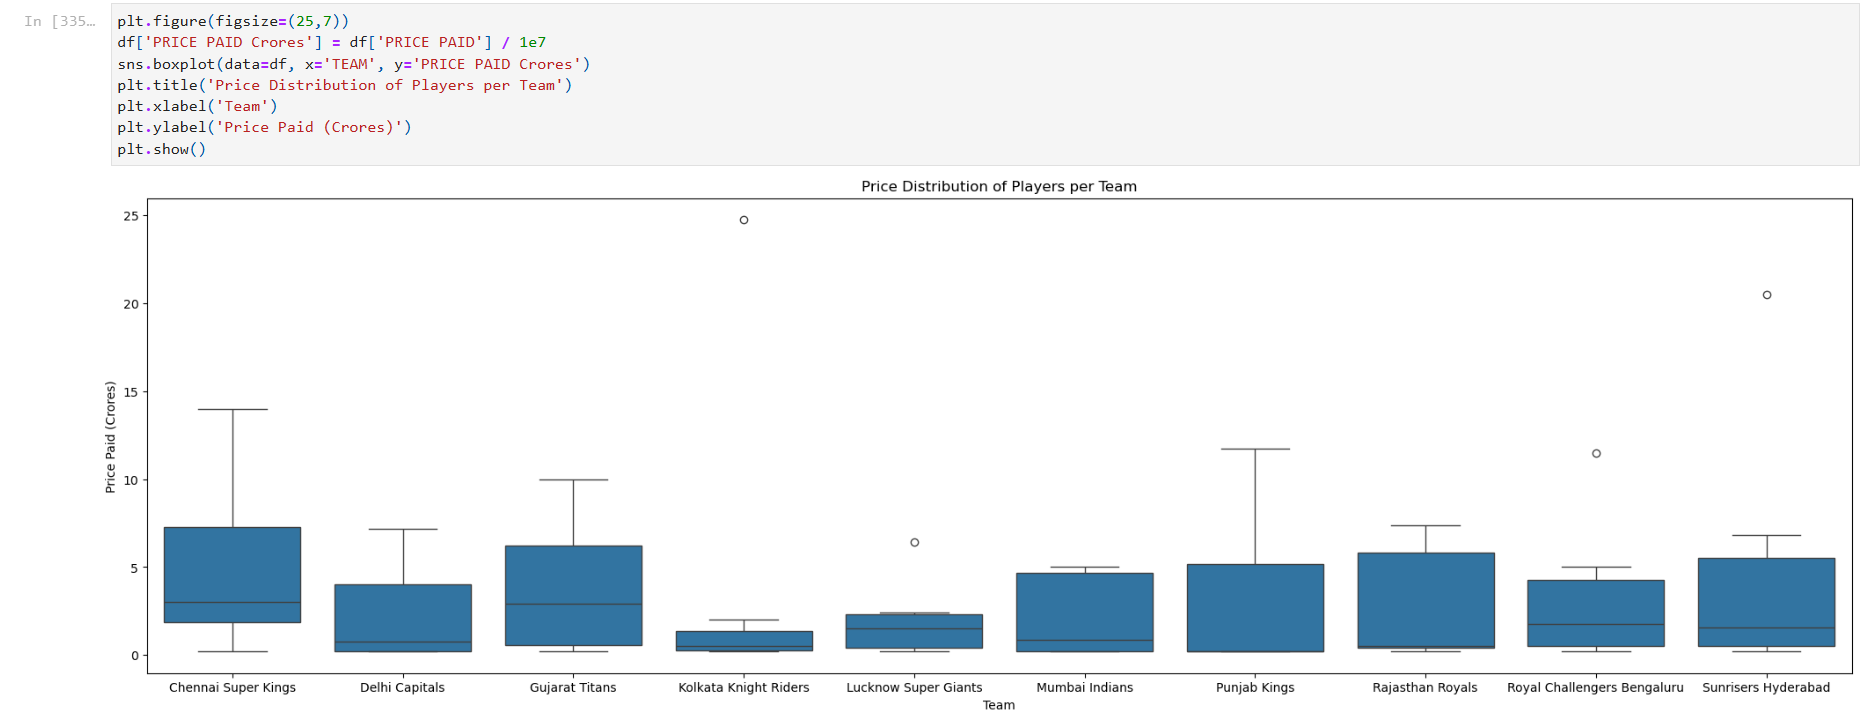 In [335…
plt.figure(figsize=(25,7))
df['PRICE PAID Crores'] = df['PRICE PAID'] / 1e7
sns.boxplot(data=df, x='TEAM', y='PRICE PAID Crores')
plt.title('Price Distribution of Players per Team')
plt.xlabel('Team')
plt.ylabel('Price Paid (Crores)')
plt.show()
Price Distribution of Players per Team
Price Paid (Crores)
25
20
15
10
5
0
Chennai Super Kings Delhi Capitals Gujarat Titans Kolkata Knight Riders Lucknow Super Giants Mumbai Indians Punjab Kings Rajasthan Royals Royal Challengers Bengaluru Sunrisers Hyderabad
Team